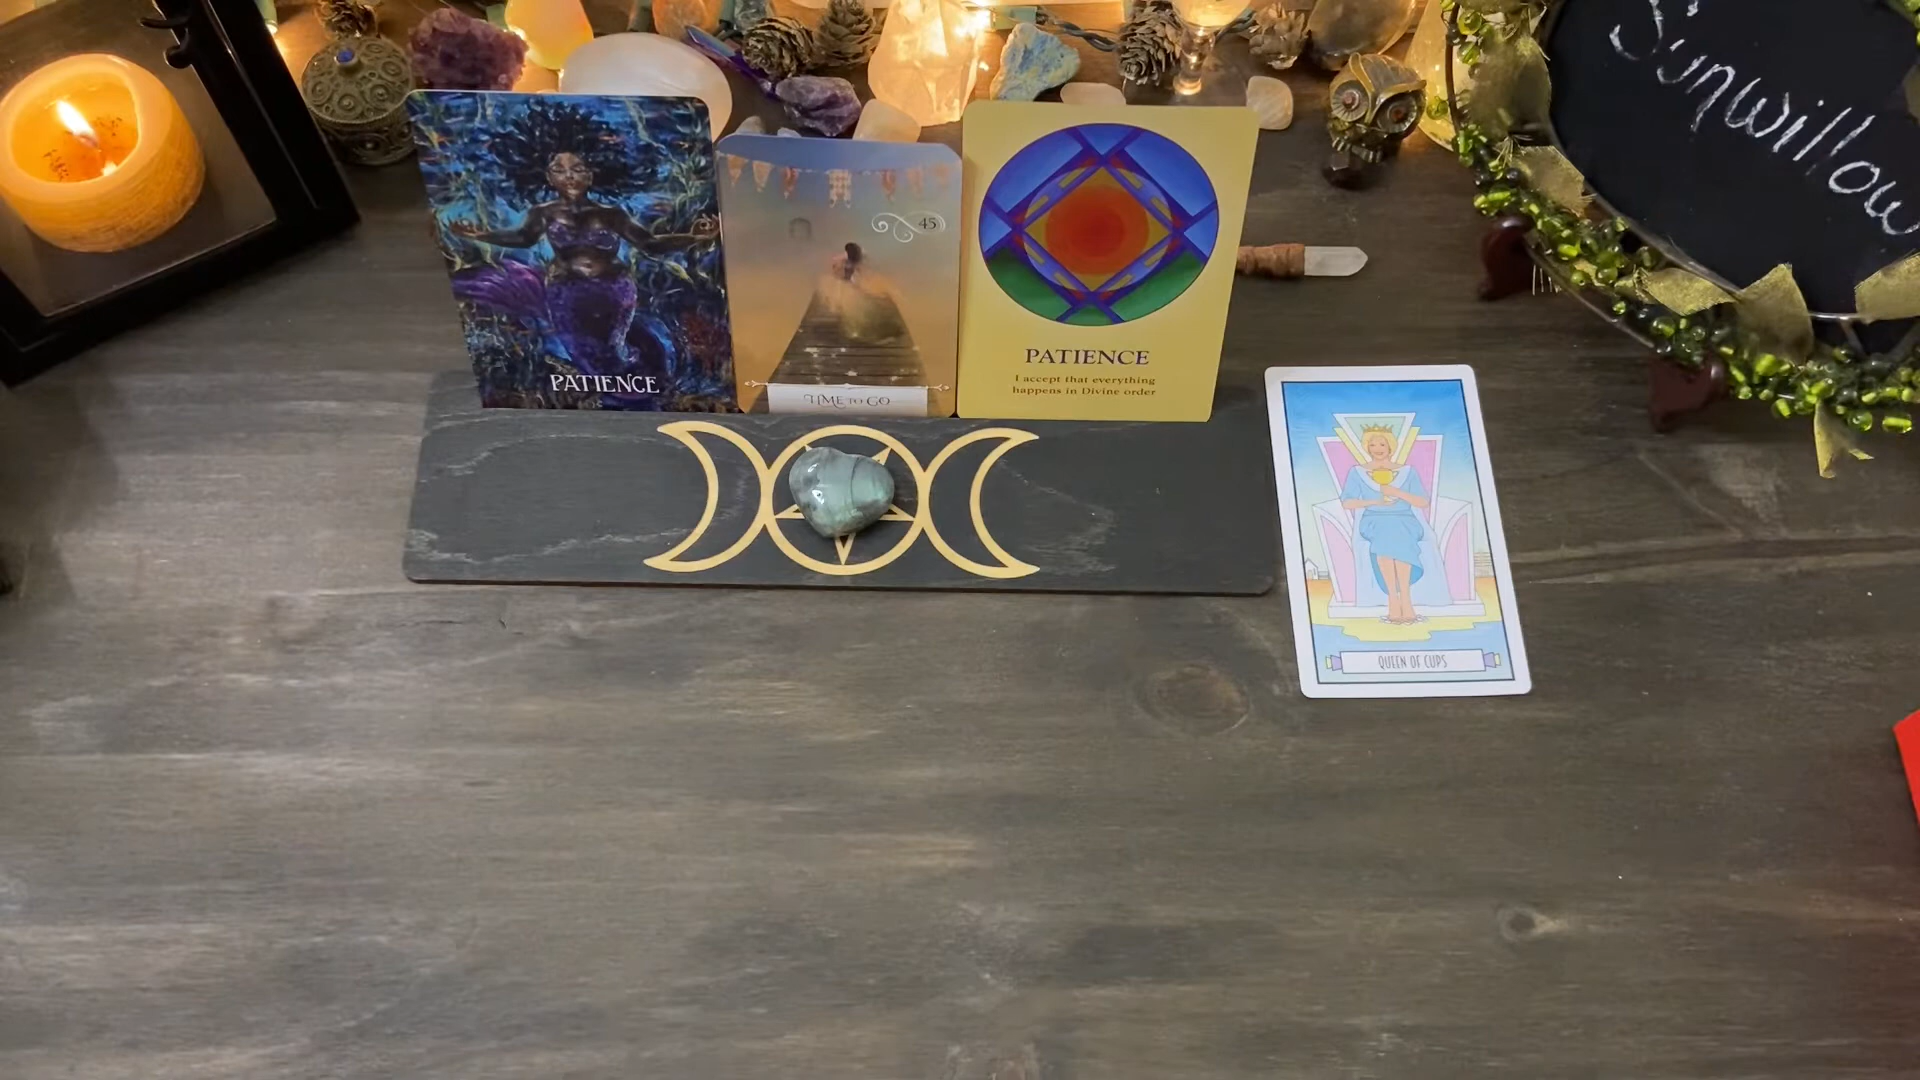 Sunwillow
45
PATIENCE
TIME TO GO
PATIENCE
I accept that everything
happens in Divine order
QUEEN OF CUPS